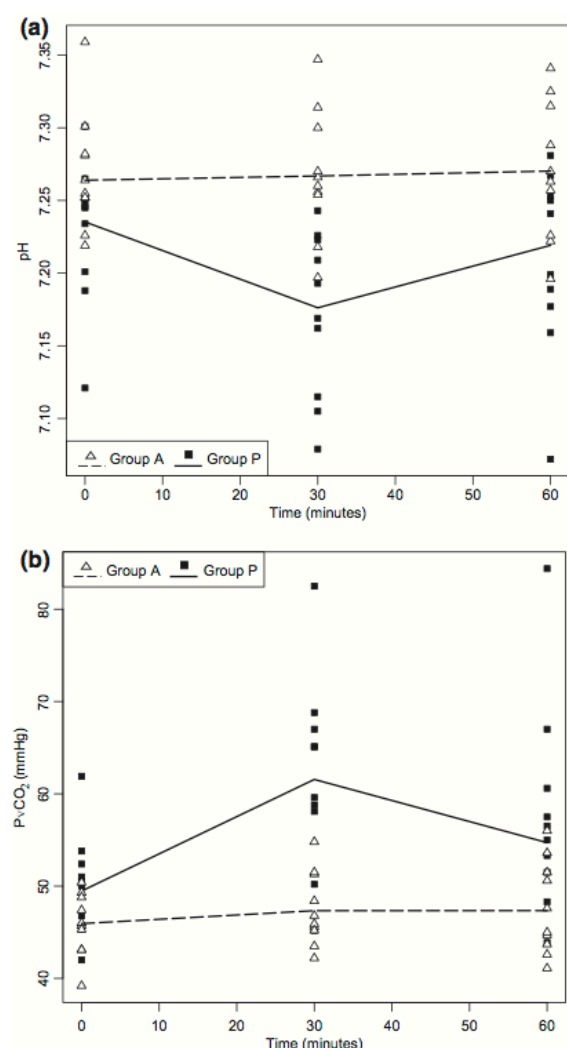 (a)
7.35
7.30
7.25
7.20
7.15
7.10
pH
Group A Group P
0 10 20 30 40 50 60
Time (minutes)
(b)
Group A Group P
80
70
60
50
40
PvCO₂ (mmHg)
0 10 20 30 40 50 60
Time (minutes)